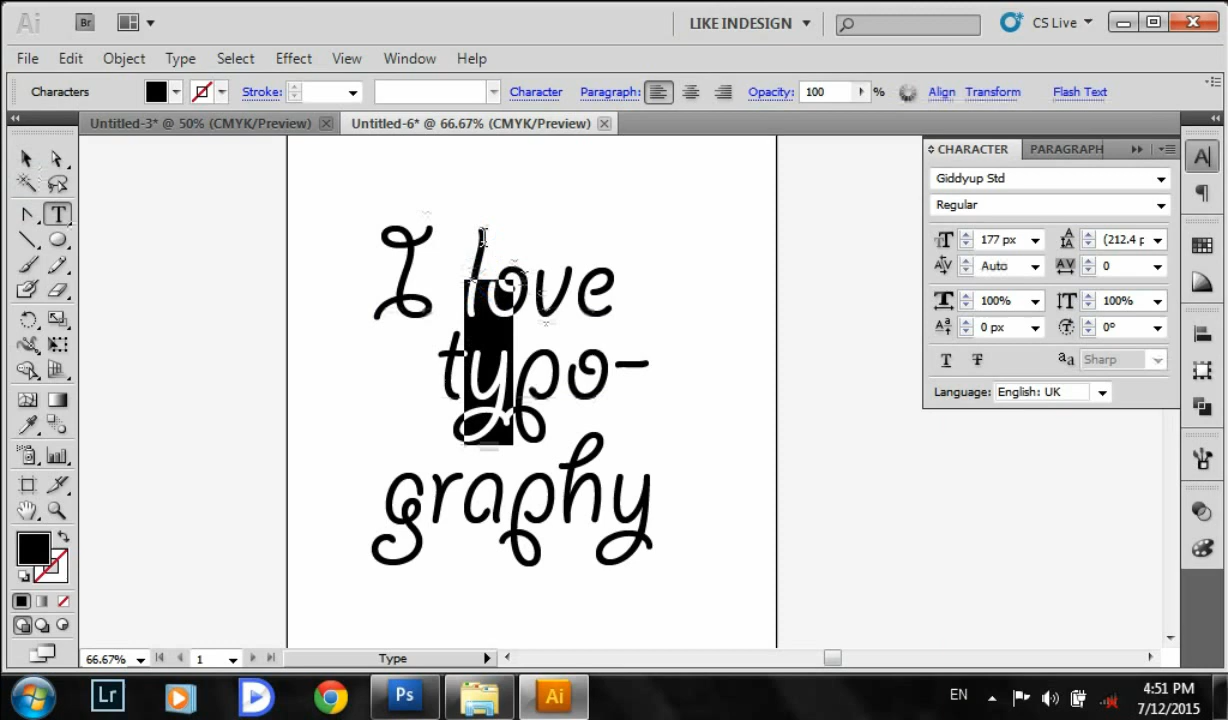 Ai Br LIKE INDESIGN CS Live
File Edit Object Type Select Effect View Window Help
Characters Stroke: Character Paragraph: Opacity: 100 % Align Transform Flash Text
Untitled-3* @ 50% (CMYK/Preview) Untitled-6* @ 66.67% (CMYK/Preview)
CHARACTER PARAGRAPH
Giddyup Std
Regular
177 px (212.4 p
Auto 0
100% 100%
0 px 0°
Sharp
Language: English: UK
I love
typo-
graphy
66.67% 1 Type
Lr Ps Ai EN 4:51 PM
7/12/2015